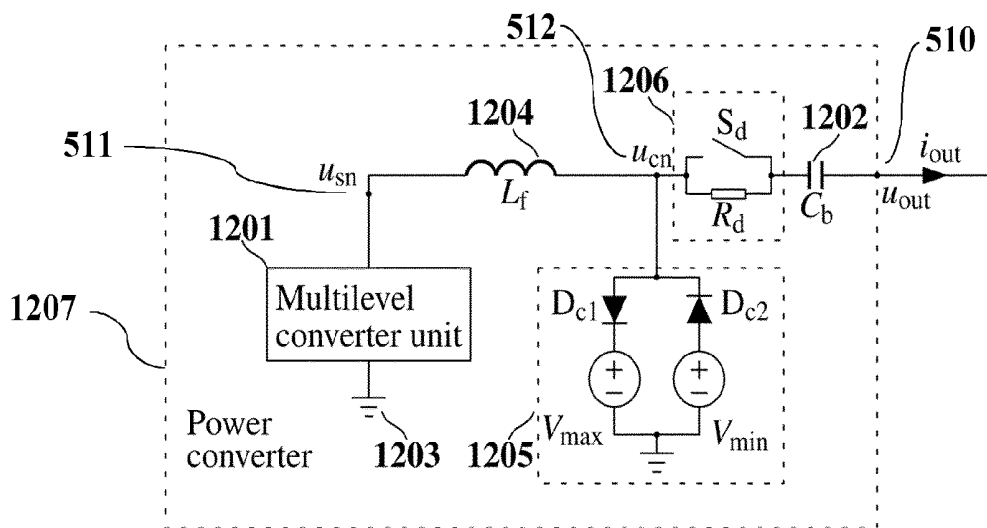 512
510
1206
1204
S_d
1202
511
u_sn
u_cn
i_out
L_f
R_d
C_b
u_out
1201
1207
Multilevel
converter unit
D_c1
D_c2
+
−
+
−
Power
converter
1203
1205
V_max
V_min